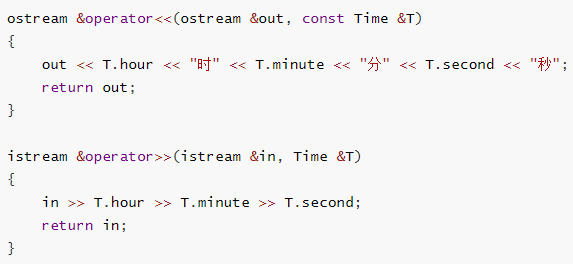 ostream &operator<<(ostream &out, const Time &T)
{
    out << T.hour << "时" << T.minute << "分" << T.second << "秒";
    return out;
}

istream &operator>>(istream &in, Time &T)
{
    in >> T.hour >> T.minute >> T.second;
    return in;
}